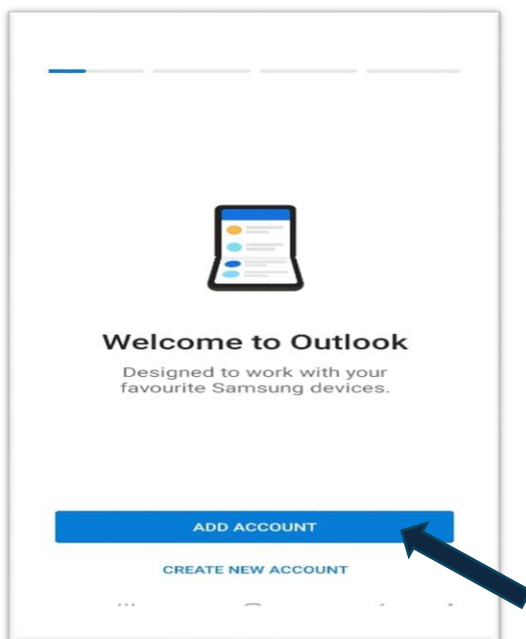 Welcome to Outlook
Designed to work with your
favourite Samsung devices.
ADD ACCOUNT
CREATE NEW ACCOUNT